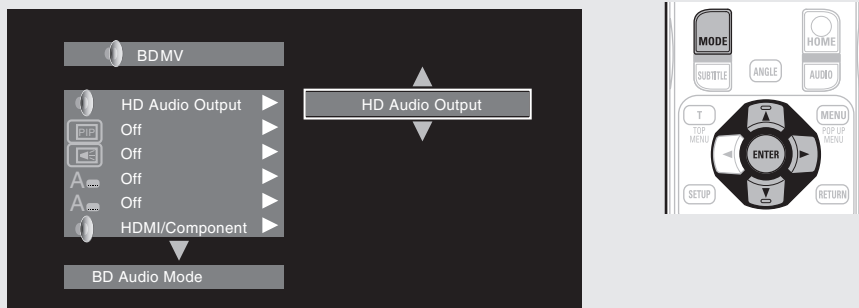 BDMV
HD Audio Output
Off
Off
Off
Off
HDMI/Component
BD Audio Mode
HD Audio Output
PIP
A
A
MODE
HOME
SUBTITLE
ANGLE
AUDIO
T
TOP MENU
MENU
POP UP MENU
ENTER
SETUP
RETURN